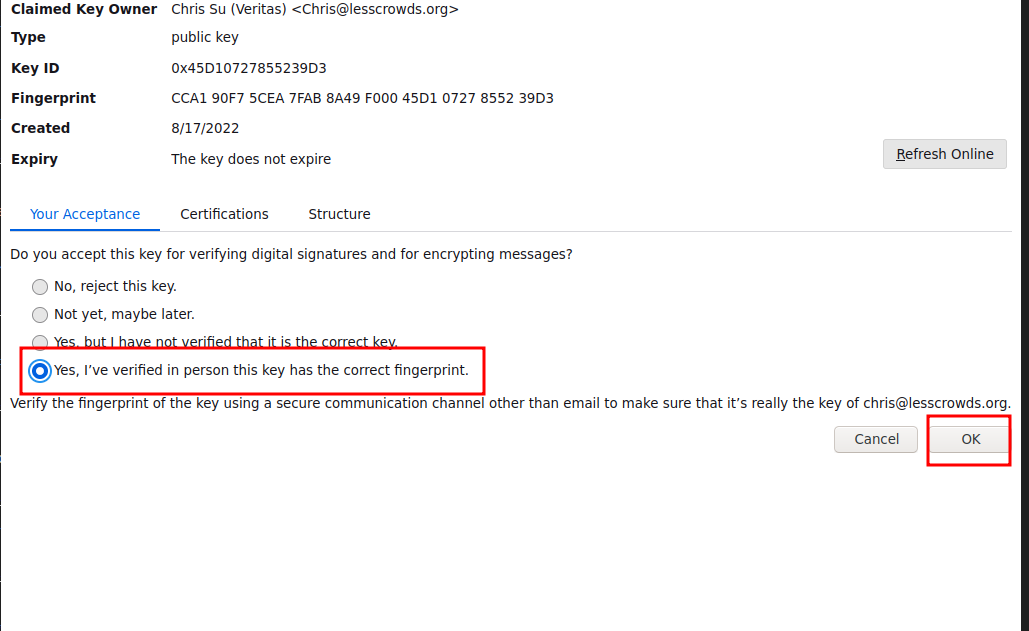 Claimed Key Owner Chris Su (Veritas) <Chris@lesscrowds.org>
Type public key
Key ID 0x45D10727855239D3
Fingerprint CCA1 90F7 5CEA 7FAB 8A49 F000 45D1 0727 8552 39D3
Created 8/17/2022
Expiry The key does not expire
Refresh Online
Your Acceptance Certifications Structure
Do you accept this key for verifying digital signatures and for encrypting messages?
No, reject this key.
Not yet, maybe later.
Yes, but I have not verified that it is the correct key.
Yes, I’ve verified in person this key has the correct fingerprint.
Verify the fingerprint of the key using a secure communication channel other than email to make sure that it’s really the key of chris@lesscrowds.org.
Cancel OK